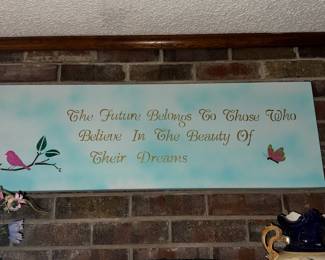 The Future Belongs To Those Who
Believe In The Beauty Of
Their Dreams